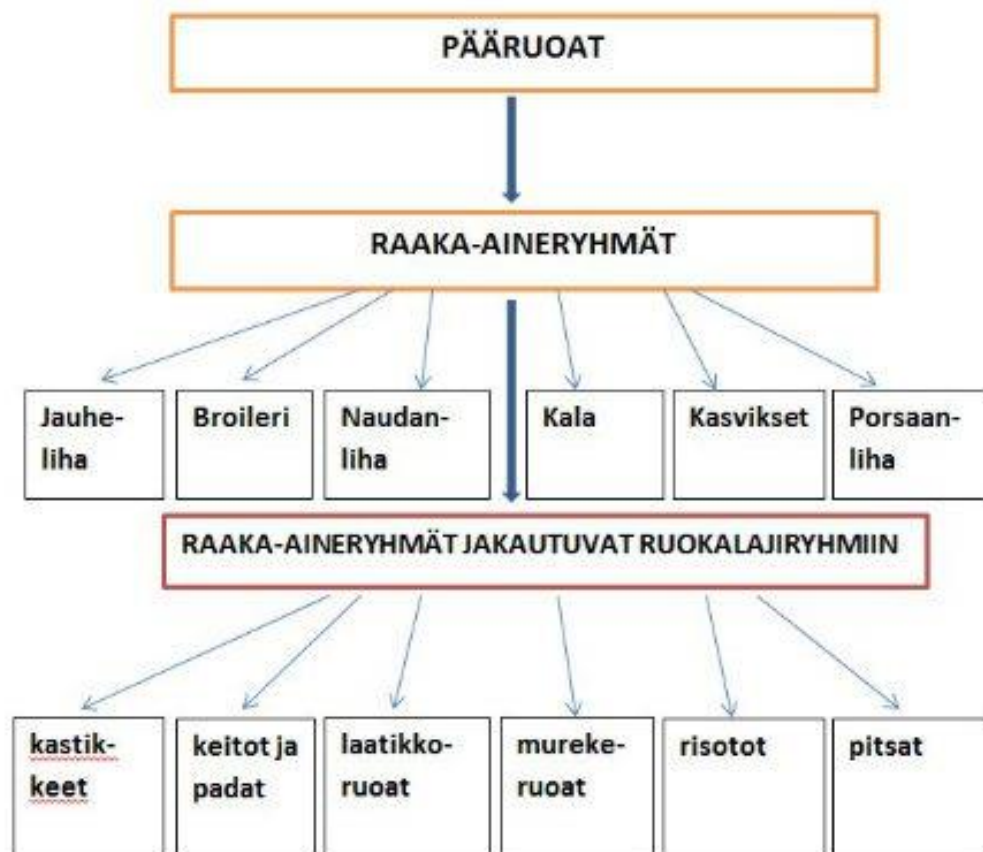 PÄÄRUOAT
RAAKA-AINERYHMÄT
Jauhe-
liha
Broileri
Naudan-
liha
Kala
Kasvikset
Porsaan-
liha
RAAKA-AINERYHMÄT JAKAUTUVAT RUOKALAJIRYHMIIN
kastik-
keet
keitot ja
padat
laatikko-
ruoat
mureke-
ruoat
risotot
pitsat